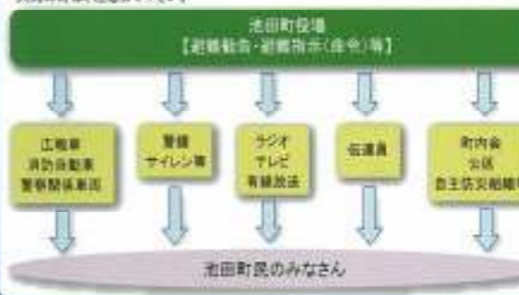 池田町役場
【避難勧告・避難指示(命令)等】
広報車
消防自動車
警察関係車両
警鐘
サイレン等
ラジオ
テレビ
有線放送
伝達員
町内会
公区
自主防災組織等
池田町民のみなさん